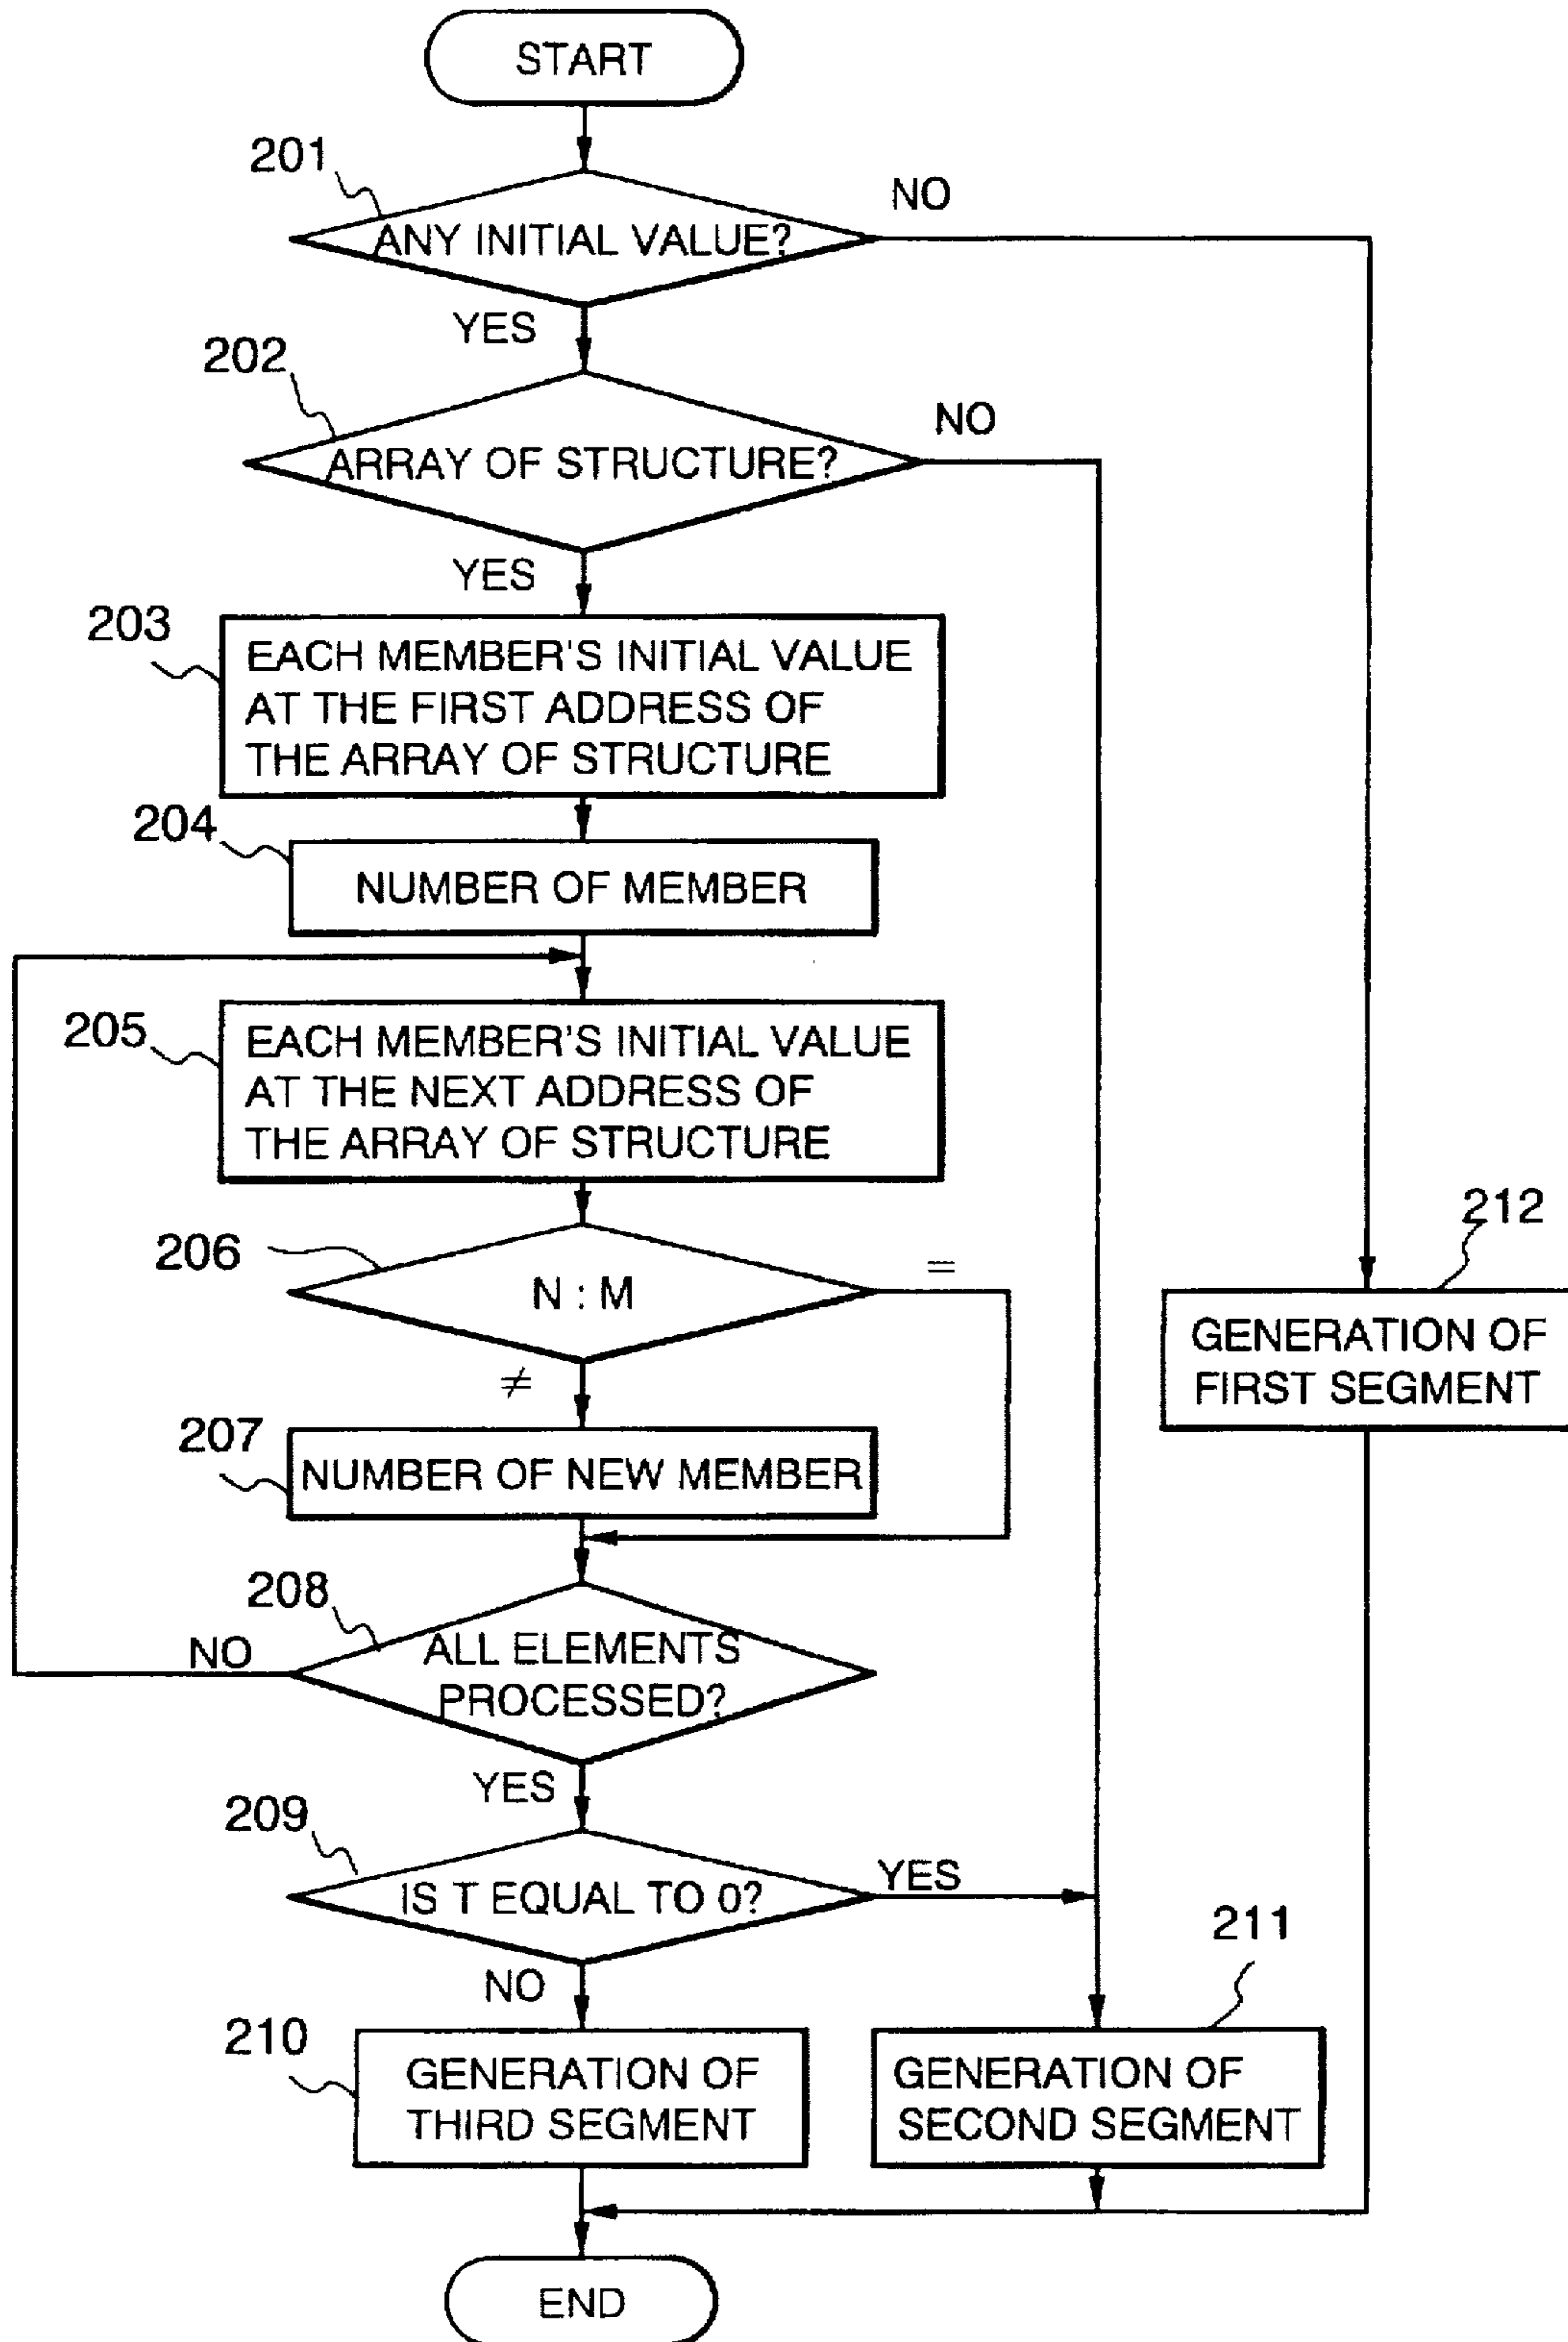 START
201
NO
ANY INITIAL VALUE?
YES
202
NO
ARRAY OF STRUCTURE?
YES
203
EACH MEMBER'S INITIAL VALUE
AT THE FIRST ADDRESS OF
THE ARRAY OF STRUCTURE
204
NUMBER OF MEMBER
205
EACH MEMBER'S INITIAL VALUE
AT THE NEXT ADDRESS OF
THE ARRAY OF STRUCTURE
206
N : M
=
≠
212
GENERATION OF
FIRST SEGMENT
207
NUMBER OF NEW MEMBER
208
NO
ALL ELEMENTS
PROCESSED?
YES
209
IS T EQUAL TO 0?
YES
NO
210
GENERATION OF
THIRD SEGMENT
211
GENERATION OF
SECOND SEGMENT
END